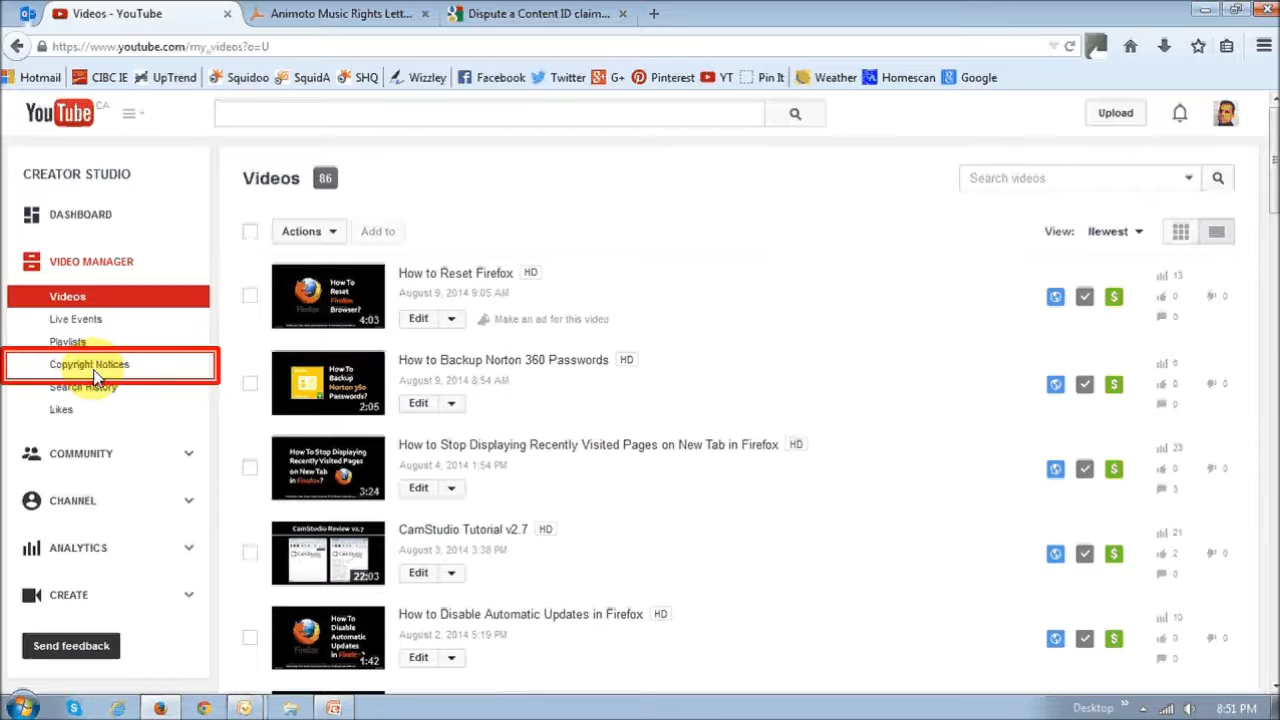 Videos - YouTube
Animoto Music Rights Lett...
Dispute a Content ID claim...
https://www.youtube.com/my_videos?o=U
Hotmail
CIBC IE
UpTrend
Squidoo
SquidA
SHQ
Wizzley
Facebook
Twitter
G+
Pinterest
YT
Pin It
Weather
Homescan
Google
YouTube CA
Upload
CREATOR STUDIO
DASHBOARD
VIDEO MANAGER
Videos
Live Events
Playlists
Copyright Notices
Search History
Likes
COMMUNITY
CHANNEL
ANALYTICS
CREATE
Send feedback
Videos 86
Search videos
Actions
Add to
View: Newest
How To
Reset
Firefox
Browser?
4:03
How to Reset Firefox HD
August 9, 2014 9:05 AM
Edit
Make an ad for this video
13
0 0
0
How To
Backup
Norton 360
Passwords?
2:05
How to Backup Norton 360 Passwords HD
August 9, 2014 8:54 AM
Edit
6
0 0
0
How To Stop Displaying
Recently Visited Pages
on New Tab
in Firefox?
3:24
How to Stop Displaying Recently Visited Pages on New Tab in Firefox HD
August 4, 2014 1:54 PM
Edit
23
0 0
3
CamStudio Review v2.7
22:03
CamStudio Tutorial v2.7 HD
August 3, 2014 3:38 PM
Edit
21
2 0
0
How To
Disable
Automatic
Updates
in Firefox
1:42
How to Disable Automatic Updates in Firefox HD
August 2, 2014 5:19 PM
Edit
10
0 0
0
Desktop
8:51 PM